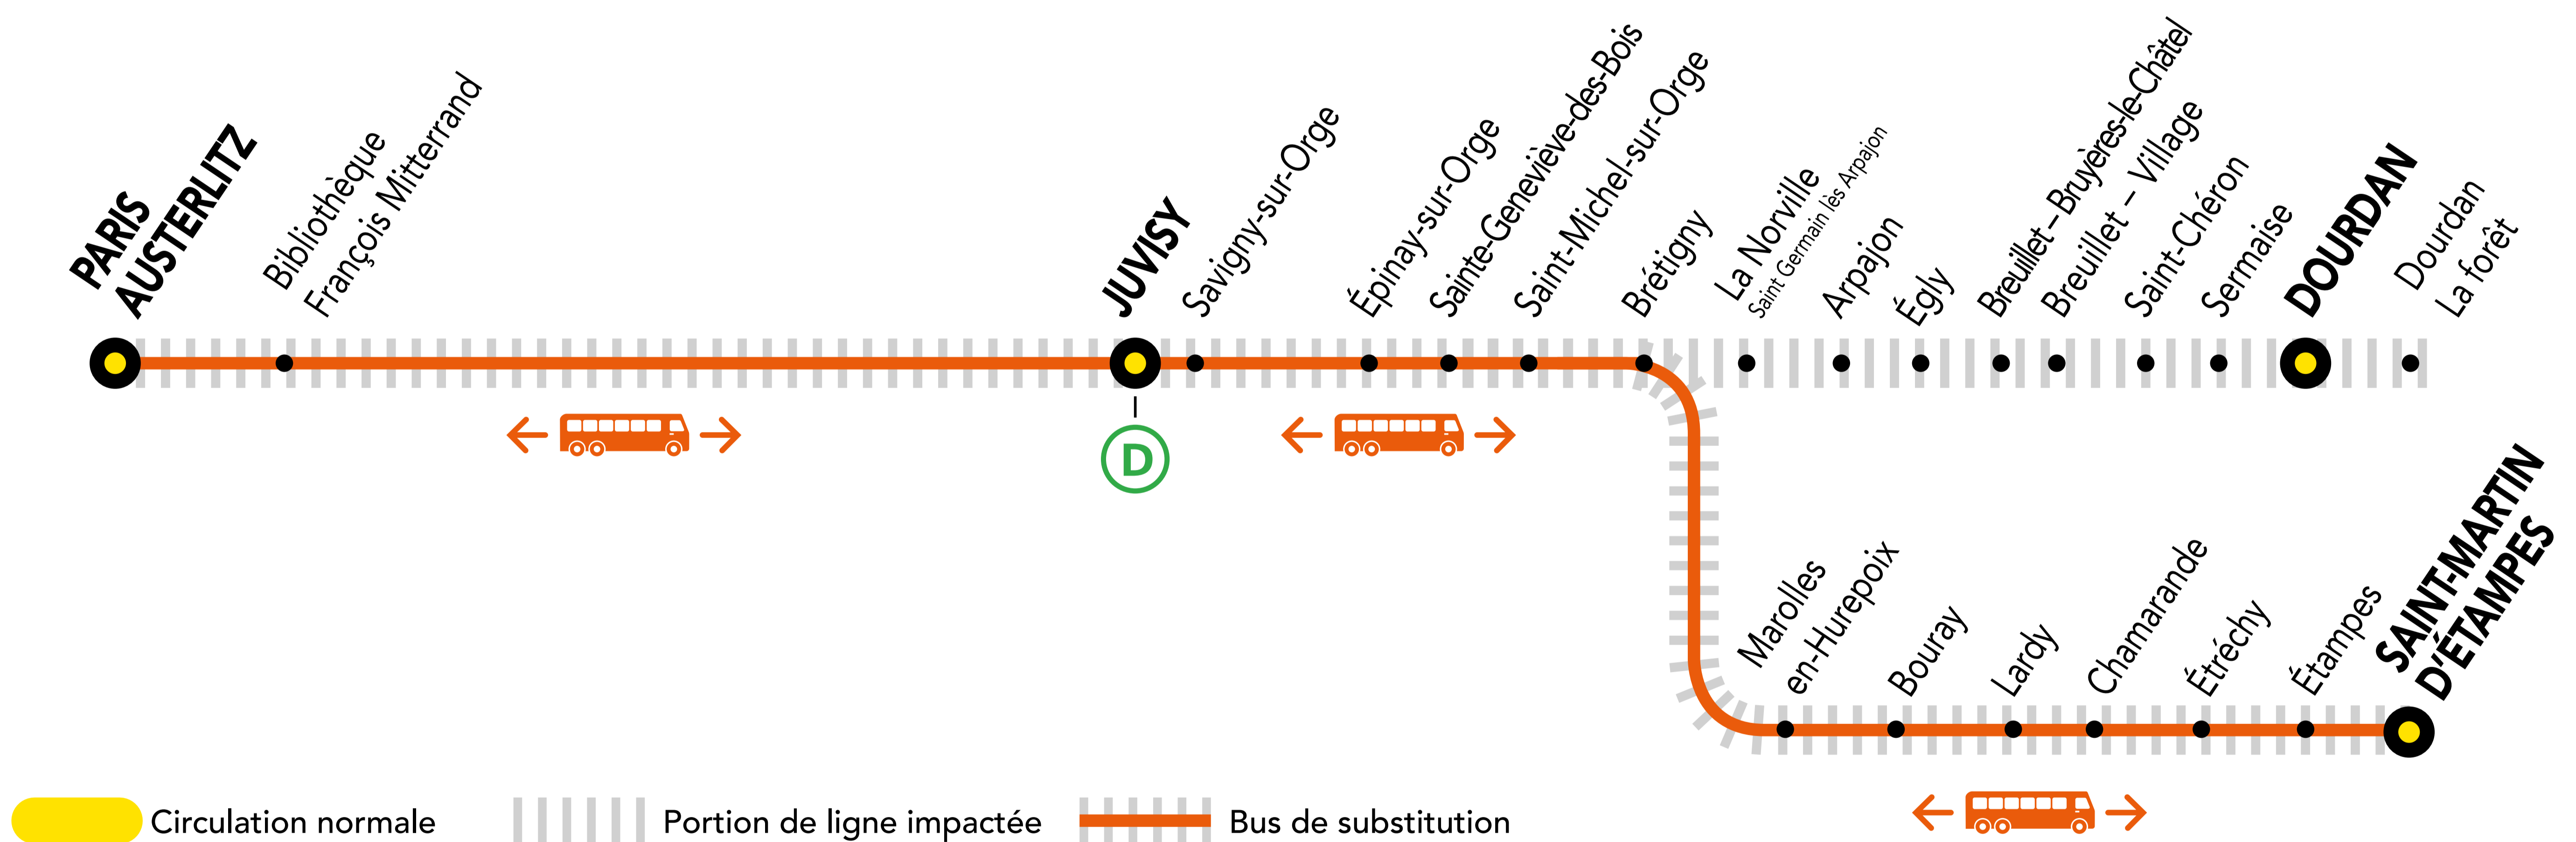 PARIS
AUSTERLITZ
Bibliothèque
François Mitterrand
JUVISY
Savigny-sur-Orge
Épinay-sur-Orge
Sainte-Geneviève-des-Bois
Saint-Michel-sur-Orge
Brétigny
La Norville
Saint Germain lès Arpajon
Arpajon
Égly
Breuillet – Bruyères-le-Châtel
Breuillet – Village
Saint-Chéron
Sermaise
DOURDAN
Dourdan
La forêt
D
Marolles
en-Hurepoix
Bouray
Lardy
Chamarande
Étréchy
Étampes
SAINT-MARTIN
D'ÉTAMPES
Circulation normale
Portion de ligne impactée
Bus de substitution